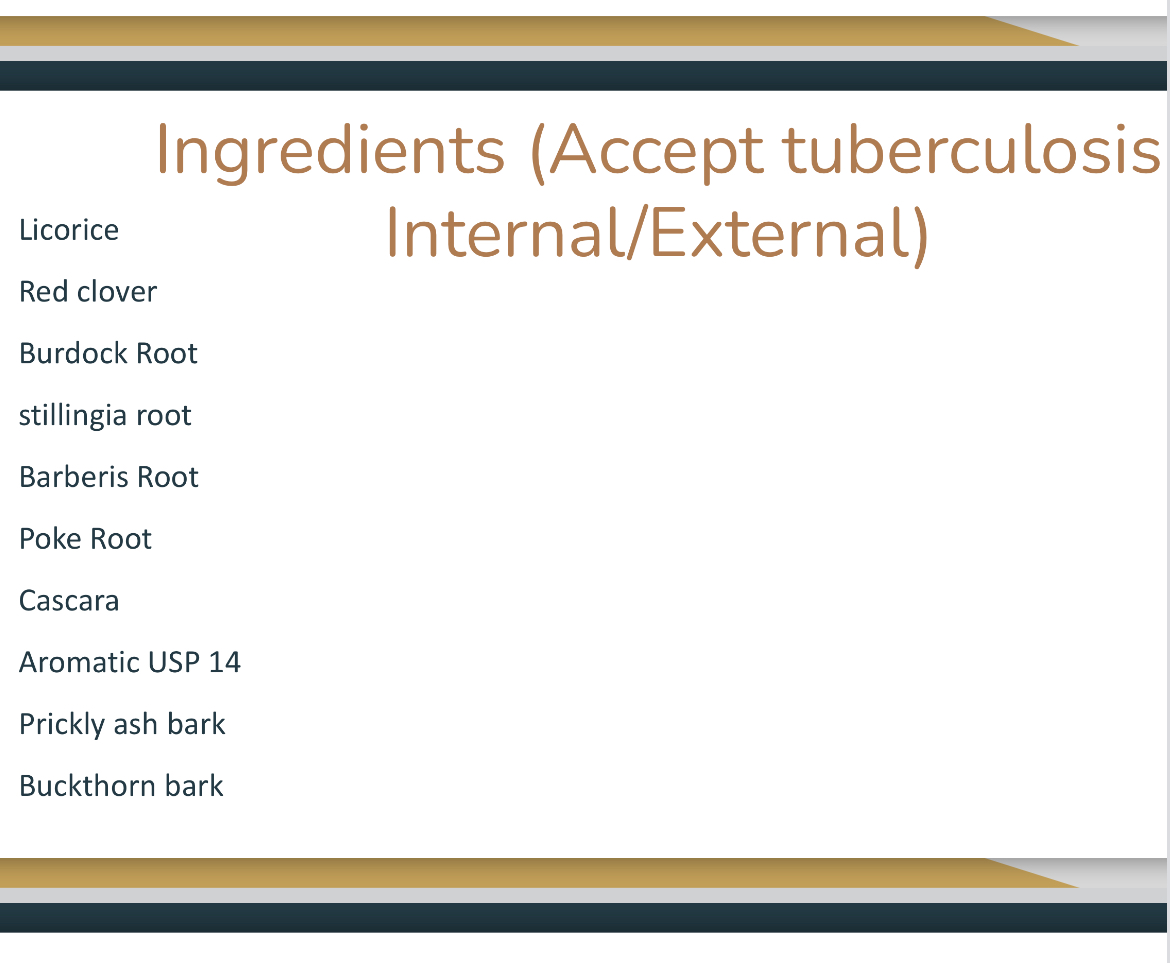 Ingredients (Accept tuberculosis
Internal/External)
Licorice
Red clover
Burdock Root
stillingia root
Barberis Root
Poke Root
Cascara
Aromatic USP 14
Prickly ash bark
Buckthorn bark